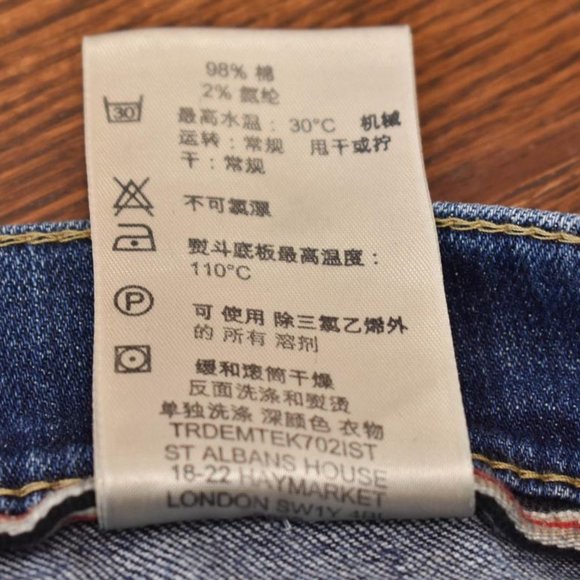 98% 棉
2% 氨纶
30
最高水温：30°C 机械
运转：常规 甩干或拧
干：常规
不可氯漂
熨斗底板最高温度：
110°C
P
可 使用 除三氯乙烯外
的 所有 溶剂
缓和滚筒干燥
反面洗涤和熨烫
单独洗涤 深颜色 衣物
TRDEMTEK702IST
ST ALBANS HOUSE
18-22 HAYMARKET
LONDON SW1Y